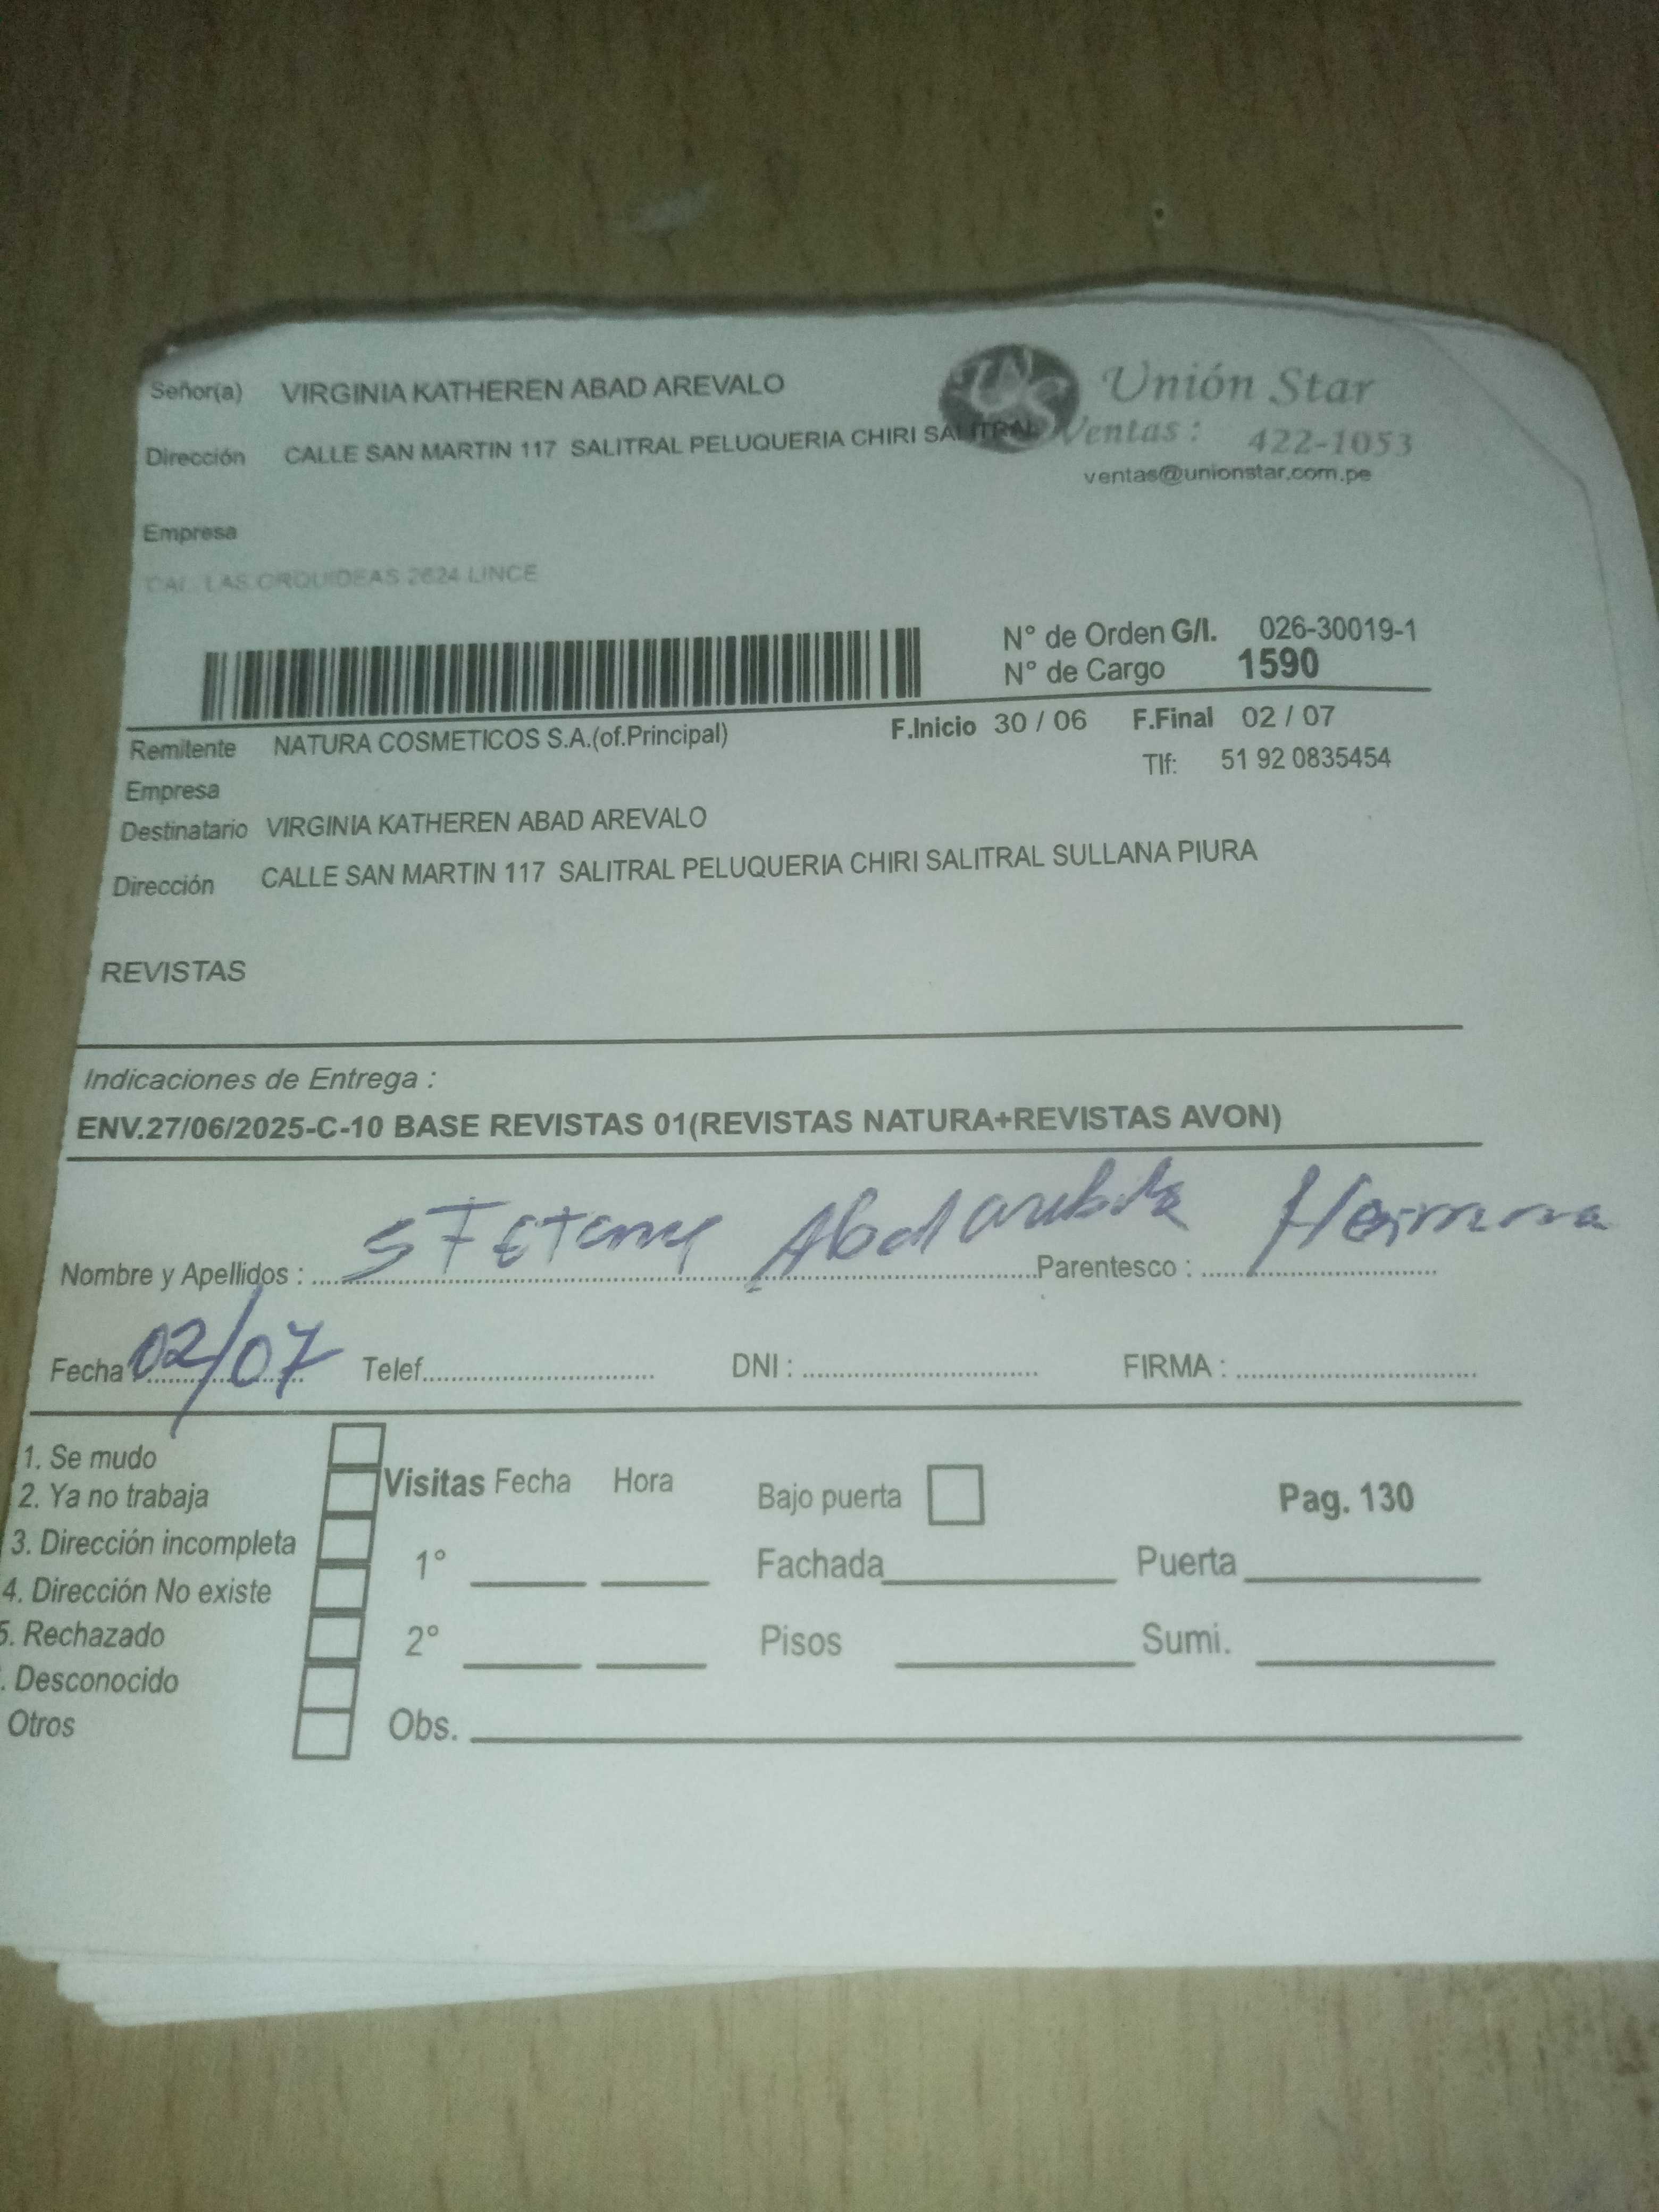 Señor(a) VIRGINIA KATHEREN ABAD AREVALO
Unión Star
Dirección CALLE SAN MARTIN 117 SALITRAL PELUQUERIA CHIRI SALITRAL
Ventas : 422-1053
ventas@unionstar.com.pe
Empresa
CAL. LAS ORQUIDEAS 2624 LINCE
N° de Orden G/I. 026-30019-1
N° de Cargo 1590
Remitente NATURA COSMETICOS S.A.(of.Principal) F.Inicio 30 / 06 F.Final 02 / 07
Empresa Tlf: 51 92 0835454
Destinatario VIRGINIA KATHEREN ABAD AREVALO
Dirección CALLE SAN MARTIN 117 SALITRAL PELUQUERIA CHIRI SALITRAL SULLANA PIURA
REVISTAS
Indicaciones de Entrega :
ENV.27/06/2025-C-10 BASE REVISTAS 01(REVISTAS NATURA+REVISTAS AVON)
Nombre y Apellidos : Parentesco : Hermana
Fecha 02/07 Telef. DNI : FIRMA :
1. Se mudo
2. Ya no trabaja Visitas Fecha Hora Bajo puerta Pag. 130
3. Dirección incompleta 1° Fachada Puerta
4. Dirección No existe
5. Rechazado 2° Pisos Sumi.
. Desconocido
Otros Obs.